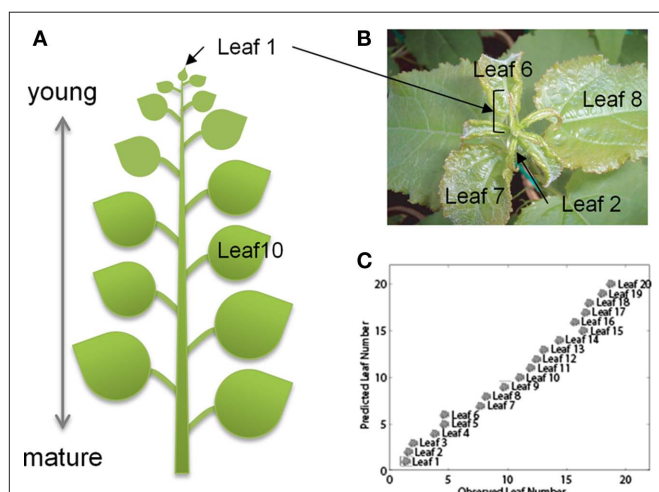 A
Leaf 1
young
Leaf10
mature
B
Leaf 6
Leaf 8
Leaf 7
Leaf 2
C
Predicted Leaf Number
20
15
10
5
0
Leaf 20
Leaf 19
Leaf 18
Leaf 17
Leaf 16
Leaf 15
Leaf 14
Leaf 13
Leaf 12
Leaf 11
Leaf 10
Leaf 9
Leaf 8
Leaf 7
Leaf 6
Leaf 5
Leaf 4
Leaf 3
Leaf 2
Leaf 1
0
5
10
15
20
Observed Leaf Number